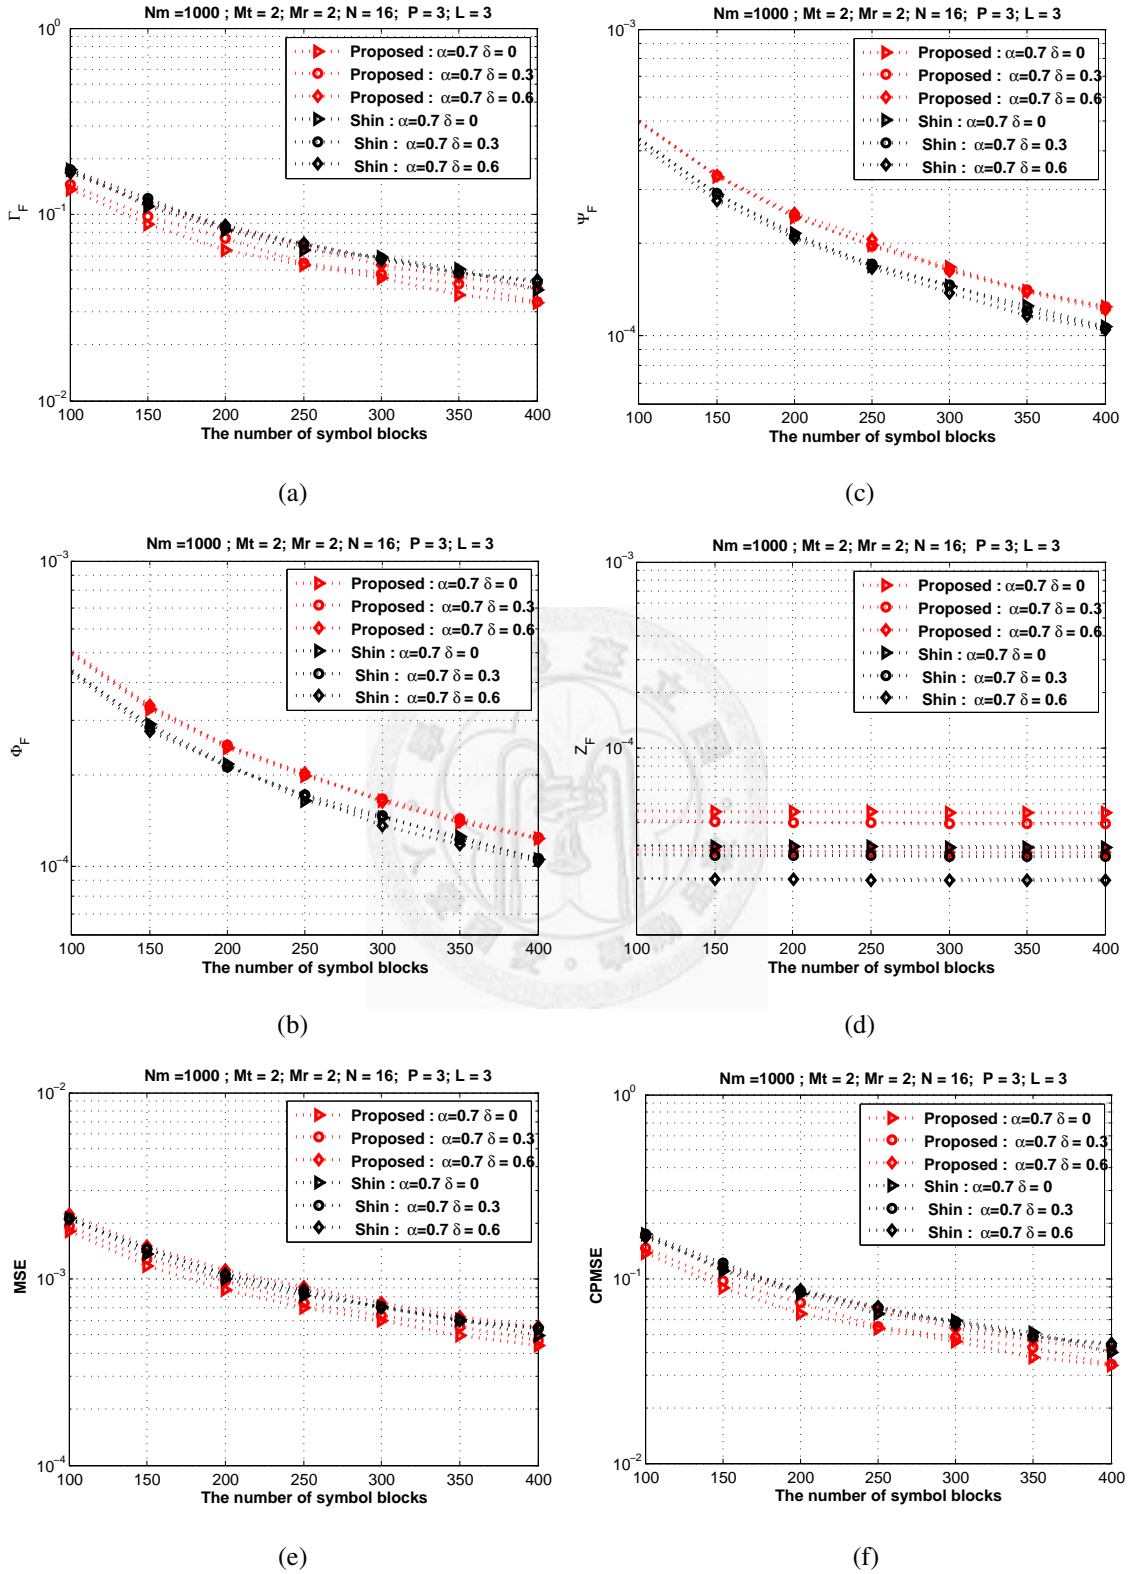 Nm =1000 ; Mt = 2; Mr = 2; N = 16; P = 3; L = 3
10^0
10^-1
10^-2
Γ_F
Proposed : α=0.7 δ = 0
Proposed : α=0.7 δ = 0.3
Proposed : α=0.7 δ = 0.6
Shin : α=0.7 δ = 0
Shin : α=0.7 δ = 0.3
Shin : α=0.7 δ = 0.6
100 150 200 250 300 350 400
The number of symbol blocks
(a)
Nm =1000 ; Mt = 2; Mr = 2; N = 16; P = 3; L = 3
10^-3
10^-4
Ψ_F
Proposed : α=0.7 δ = 0
Proposed : α=0.7 δ = 0.3
Proposed : α=0.7 δ = 0.6
Shin : α=0.7 δ = 0
Shin : α=0.7 δ = 0.3
Shin : α=0.7 δ = 0.6
100 150 200 250 300 350 400
The number of symbol blocks
(c)
Nm =1000 ; Mt = 2; Mr = 2; N = 16; P = 3; L = 3
10^-3
10^-4
Φ_F
Proposed : α=0.7 δ = 0
Proposed : α=0.7 δ = 0.3
Proposed : α=0.7 δ = 0.6
Shin : α=0.7 δ = 0
Shin : α=0.7 δ = 0.3
Shin : α=0.7 δ = 0.6
100 150 200 250 300 350 400
The number of symbol blocks
(b)
Nm =1000 ; Mt = 2; Mr = 2; N = 16; P = 3; L = 3
10^-3
10^-4
Z_F
Proposed : α=0.7 δ = 0
Proposed : α=0.7 δ = 0.3
Proposed : α=0.7 δ = 0.6
Shin : α=0.7 δ = 0
Shin : α=0.7 δ = 0.3
Shin : α=0.7 δ = 0.6
100 150 200 250 300 350 400
The number of symbol blocks
(d)
Nm =1000 ; Mt = 2; Mr = 2; N = 16; P = 3; L = 3
10^-2
10^-3
10^-4
MSE
Proposed : α=0.7 δ = 0
Proposed : α=0.7 δ = 0.3
Proposed : α=0.7 δ = 0.6
Shin : α=0.7 δ = 0
Shin : α=0.7 δ = 0.3
Shin : α=0.7 δ = 0.6
100 150 200 250 300 350 400
The number of symbol blocks
(e)
Nm =1000 ; Mt = 2; Mr = 2; N = 16; P = 3; L = 3
10^0
10^-1
10^-2
CPMSE
Proposed : α=0.7 δ = 0
Proposed : α=0.7 δ = 0.3
Proposed : α=0.7 δ = 0.6
Shin : α=0.7 δ = 0
Shin : α=0.7 δ = 0.3
Shin : α=0.7 δ = 0.6
100 150 200 250 300 350 400
The number of symbol blocks
(f)